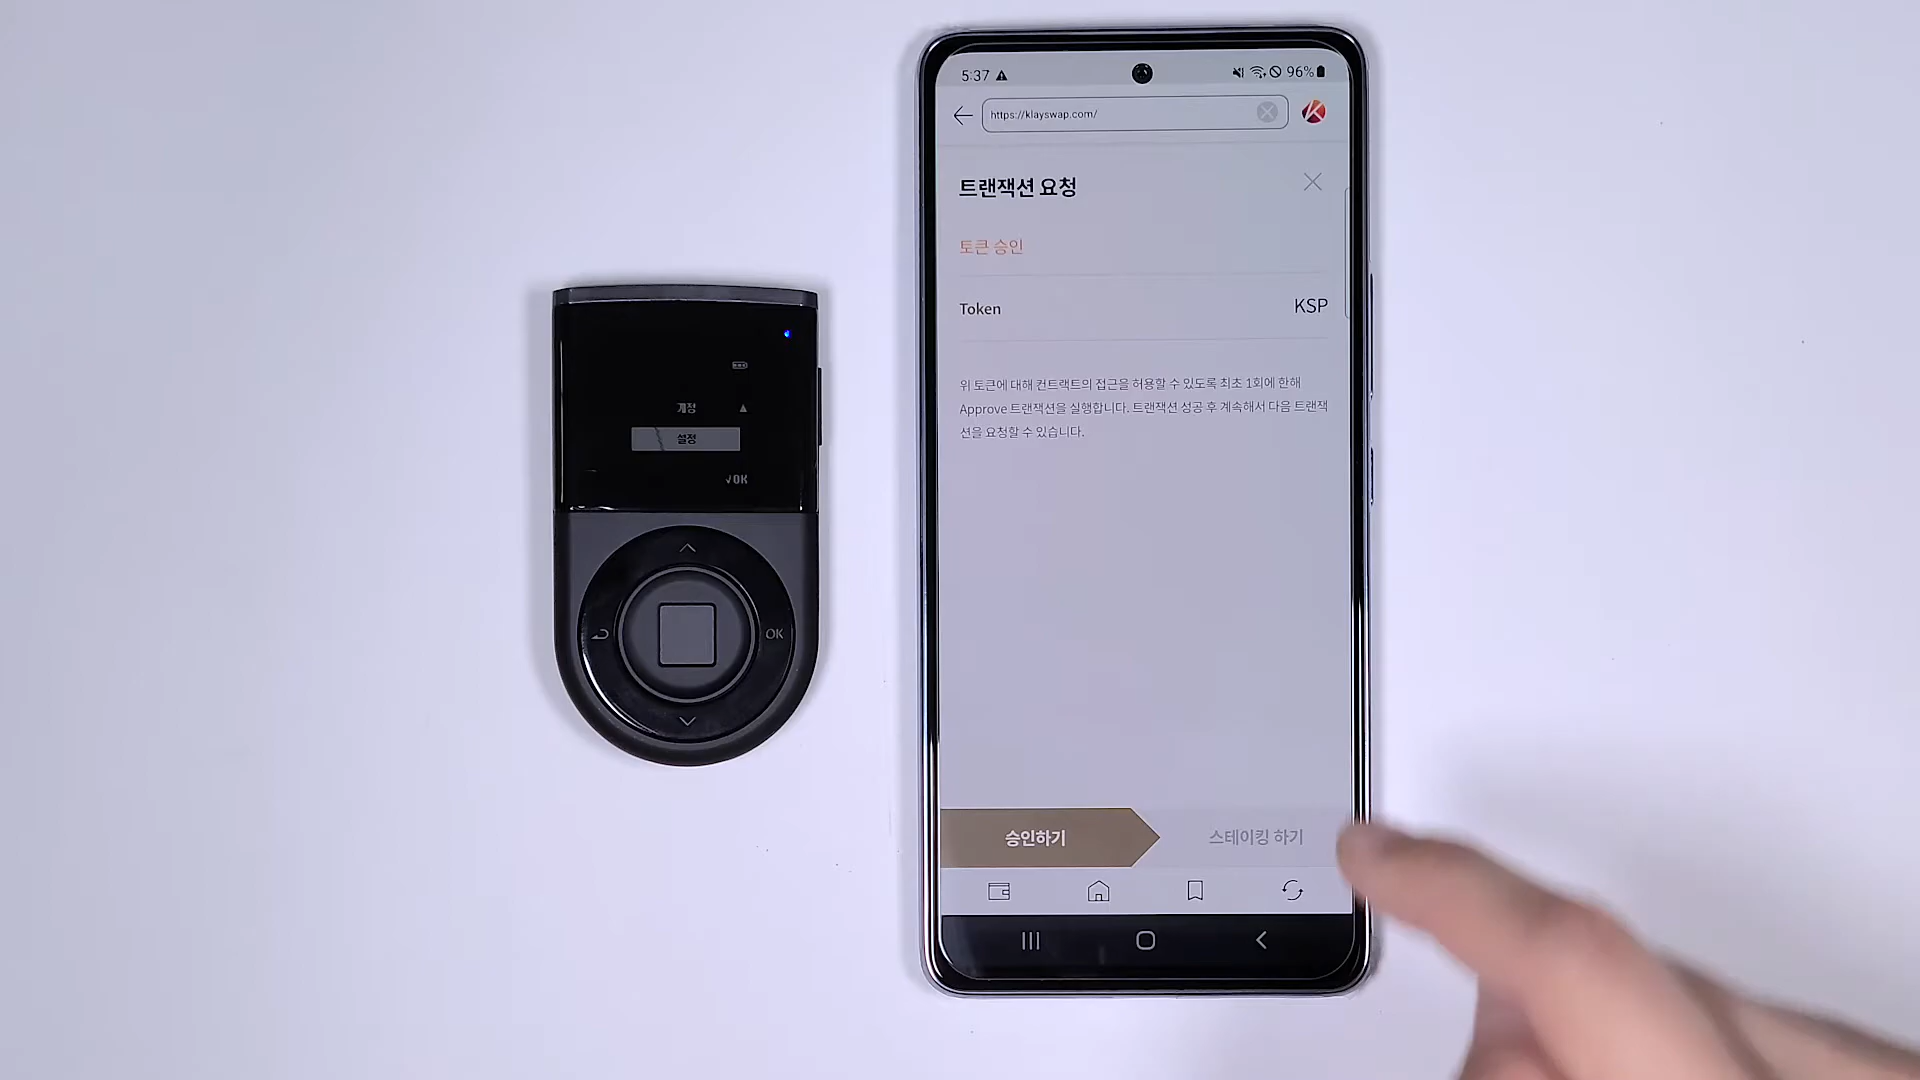 계정
설정
√OK
OK
5:37
96%
https://klayswap.com/
트랜잭션 요청
토큰 승인
Token KSP
위 토큰에 대해 컨트랙트의 접근을 허용할 수 있도록 최초 1회에 한해
Approve 트랜잭션을 실행합니다. 트랜잭션 성공 후 계속해서 다음 트랜잭
션을 요청할 수 있습니다.
승인하기 스테이킹 하기